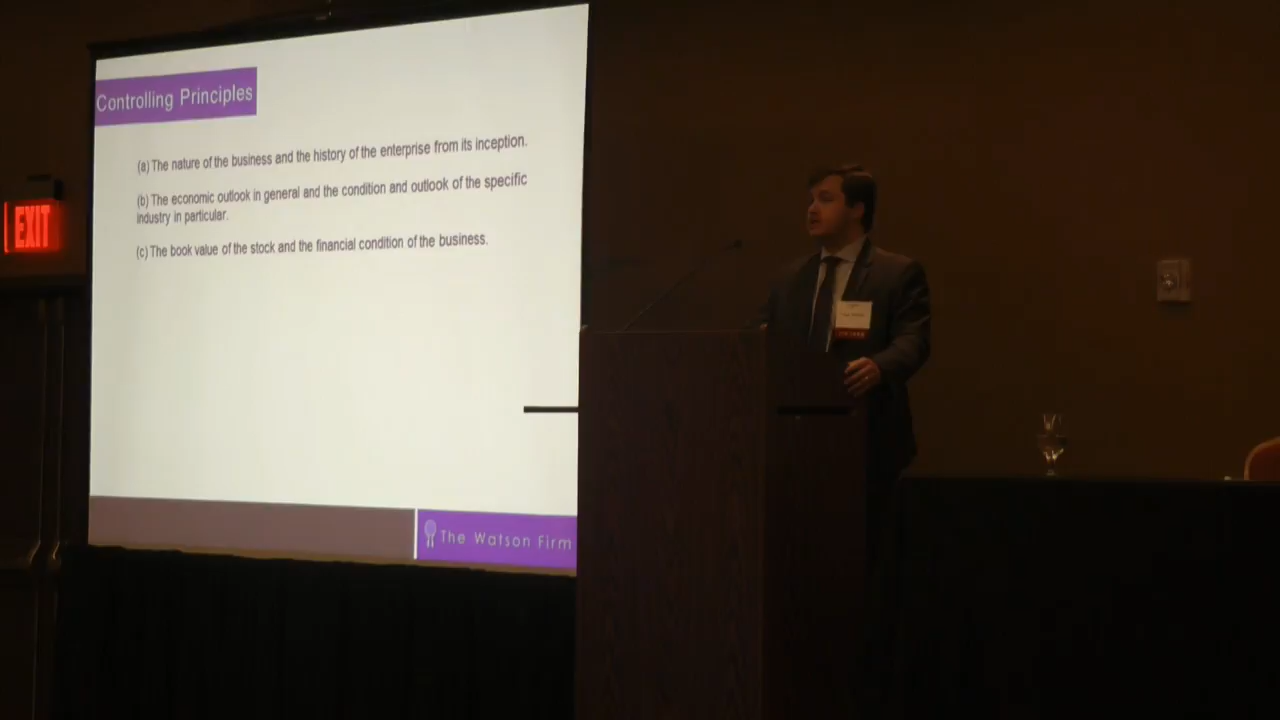 Controlling Principles
(a) The nature of the business and the history of the enterprise from its inception.
(b) The economic outlook in general and the condition and outlook of the specific
industry in particular.
(c) The book value of the stock and the financial condition of the business.
EXIT
The Watson Firm